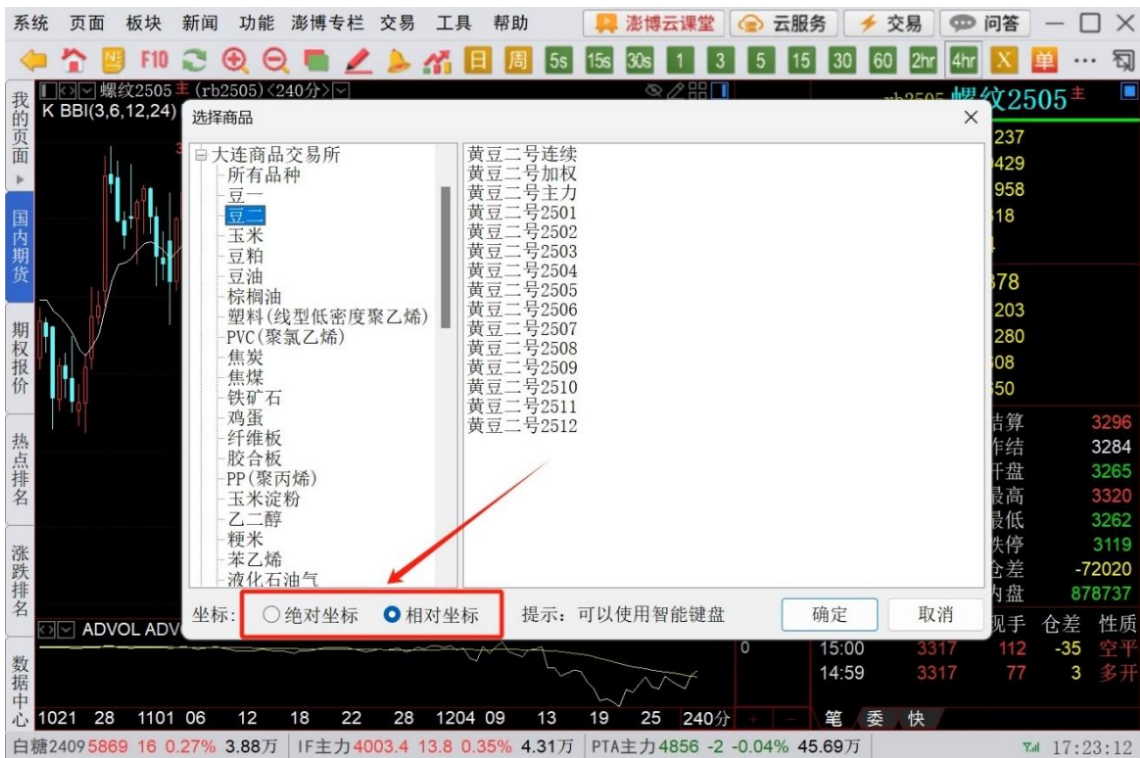 系统 页面 板块 新闻 功能 澎博专栏 交易 工具 帮助 澎博云课堂 云服务 交易 问答
F10 日 周 5s 15s 30s 1 3 5 15 30 60 2hr 4hr X 单 ...
我的页面
国内期货
期权报价
热点排名
涨跌排名
数据中心
螺纹2505主 (rb2505)<240分>
K BBI(3,6,12,24)
螺纹2505主
选择商品
大连商品交易所
所有品种
豆一
豆二
玉米
豆粕
豆油
棕榈油
塑料(线型低密度聚乙烯)
PVC(聚氯乙烯)
焦炭
焦煤
铁矿石
鸡蛋
纤维板
胶合板
PP(聚丙烯)
玉米淀粉
乙二醇
粳米
苯乙烯
液化石油气
黄豆二号连续
黄豆二号加权
黄豆二号主力
黄豆二号2501
黄豆二号2502
黄豆二号2503
黄豆二号2504
黄豆二号2505
黄豆二号2506
黄豆二号2507
黄豆二号2508
黄豆二号2509
黄豆二号2510
黄豆二号2511
黄豆二号2512
坐标: 绝对坐标 相对坐标 提示: 可以使用智能键盘 确定 取消
237
429
958
318
378
203
280
结算 3296
昨结 3284
开盘 3265
最高 3320
最低 3262
跌停 3119
仓差 -72020
内盘 878737
现手 仓差 性质
15:00 3317 112 -35 空平
14:59 3317 77 3 多开
ADVOL ADV
0
1021 28 1101 06 12 18 22 28 1204 09 13 19 25 240分 + -
笔 委 快
白糖2409 5869 16 0.27% 3.88万 IF主力 4003.4 13.8 0.35% 4.31万 PTA主力 4856 -2 -0.04% 45.69万 17:23:12